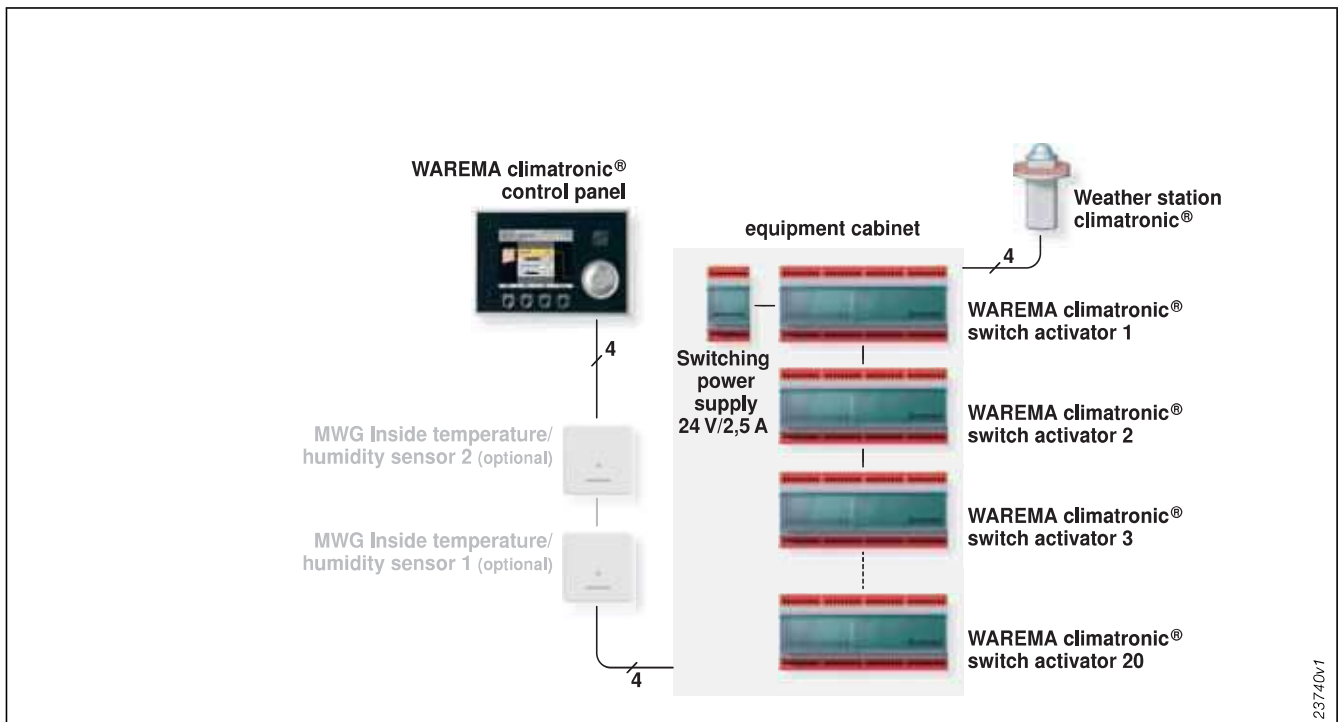 WAREMA climatronic®
control panel
4
MWG Inside temperature/
humidity sensor 2 (optional)
MWG Inside temperature/
humidity sensor 1 (optional)
4
equipment cabinet
Switching
power
supply
24 V/2,5 A
4
Weather station
climatronic®
WAREMA climatronic®
switch activator 1
WAREMA climatronic®
switch activator 2
WAREMA climatronic®
switch activator 3
WAREMA climatronic®
switch activator 20
23740v1